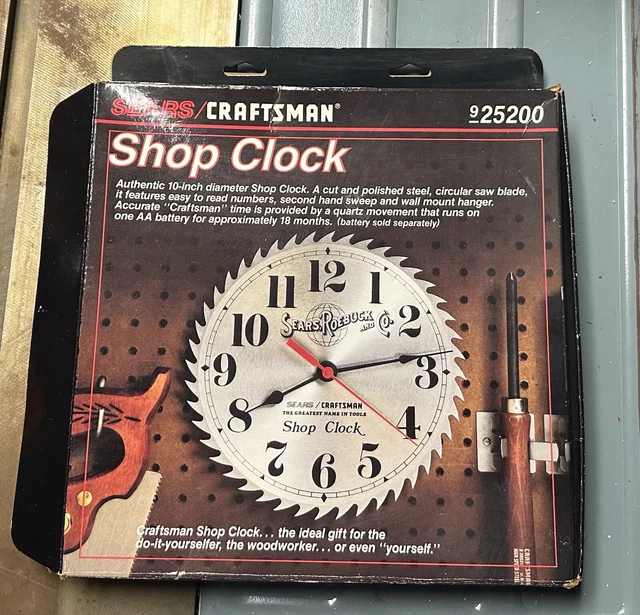 SEARS/CRAFTSMAN®
925200
Shop Clock
Authentic 10-inch diameter Shop Clock. A cut and polished steel, circular saw blade,
it features easy to read numbers, second hand sweep and wall mount hanger.
Accurate "Craftsman" time is provided by a quartz movement that runs on
one AA battery for approximately 18 months. (battery sold separately)
12
11 1
10 2
SEARS, ROEBUCK AND CO.
9 3
SEARS / CRAFTSMAN
THE GREATEST NAME IN TOOLS
8 4
Shop Clock
7 5
6
Craftsman Shop Clock... the ideal gift for the
do-it-yourselfer, the woodworker... or even "yourself."